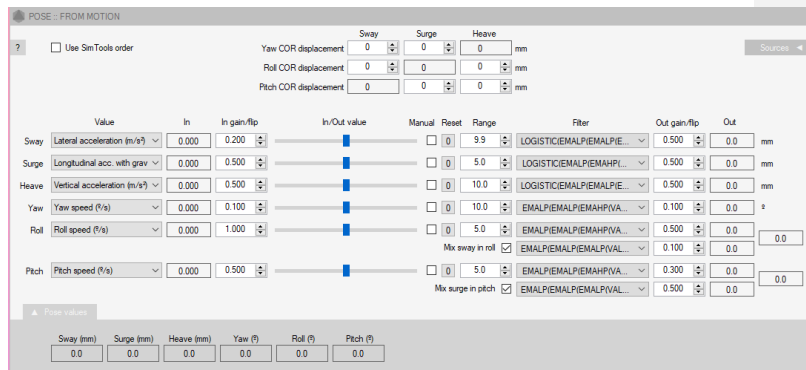 POSE :: FROM MOTION
Sway Surge Heave
? Use SimTools order Yaw COR displacement 0 0 0 mm Sources
Roll COR displacement 0 0 0 mm
Pitch COR displacement 0 0 0 mm
Value In In gain/flip In/Out value Manual Reset Range Filter Out gain/flip Out
Sway Lateral acceleration (m/s²) 0.000 0.200 0 9.9 LOGISTIC(EMALP(EMALP(E... 0.500 0.0 mm
Surge Longitudinal acc. with grav 0.000 0.500 0 5.0 LOGISTIC(EMALP(EMAHP(... 0.500 0.0 mm
Heave Vertical acceleration (m/s²) 0.000 0.500 0 10.0 LOGISTIC(EMALP(EMALP(E... 0.500 0.0 mm
Yaw Yaw speed (º/s) 0.000 0.100 0 10.0 EMALP(EMALP(EMAHP(VA... 0.100 0.0 º
Roll Roll speed (º/s) 0.000 1.000 0 5.0 EMALP(EMALP(EMAHP(VA... 0.500 0.0
0.0
Mix sway in roll EMALP(EMALP(EMALP(VAL... 0.100 0.0
Pitch Pitch speed (º/s) 0.000 0.500 0 5.0 EMALP(EMALP(EMAHP(VA... 0.300 0.0
0.0
Mix surge in pitch EMALP(EMALP(EMALP(VAL... 0.500 0.0
Pose values
Sway (mm) Surge (mm) Heave (mm) Yaw (º) Roll (º) Pitch (º)
0.0 0.0 0.0 0.0 0.0 0.0